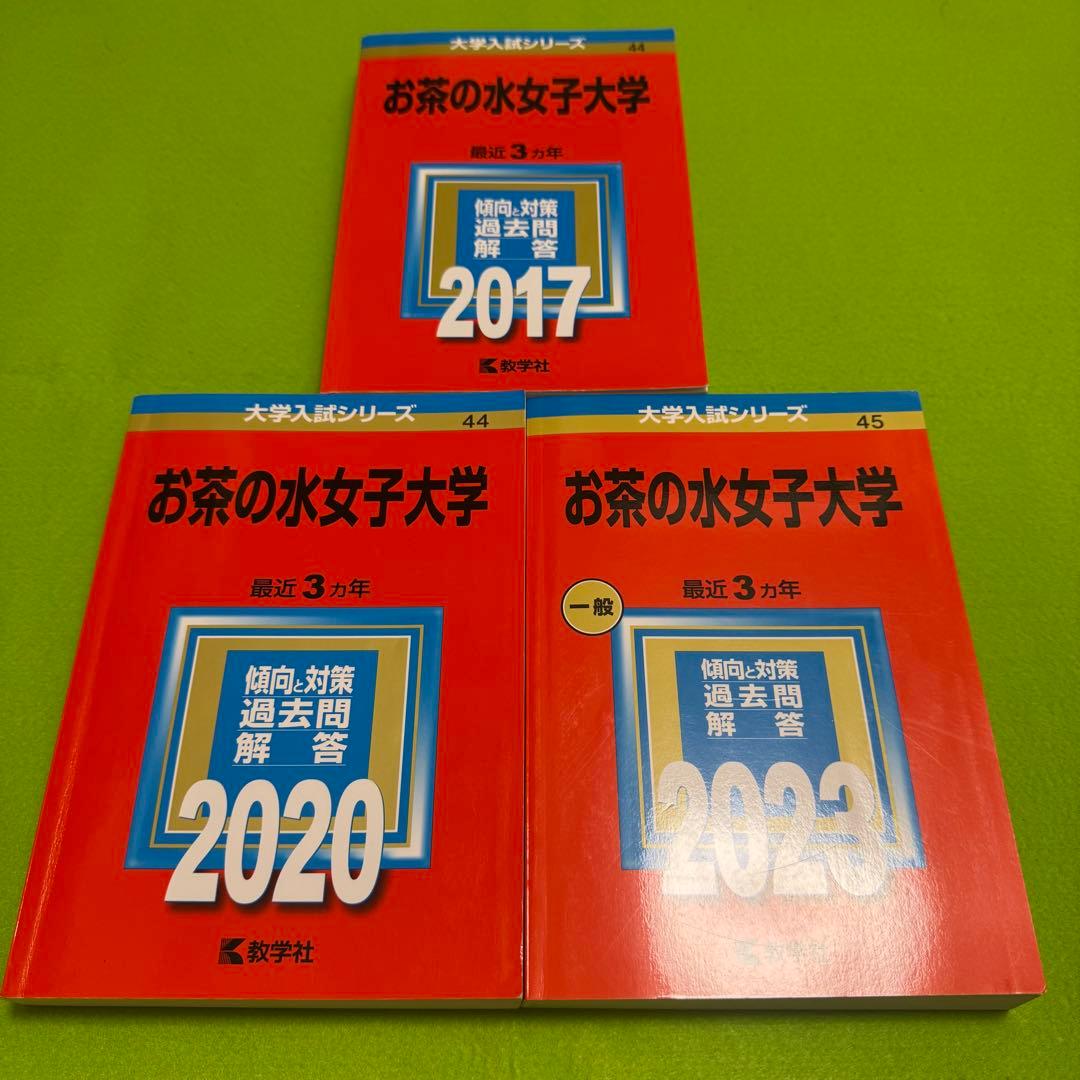 大学入試シリーズ
44
お茶の水女子大学
最近3カ年
傾向と対策
過去問
解答
2017
教学社
大学入試シリーズ
44
お茶の水女子大学
最近3カ年
傾向と対策
過去問
解答
2020
教学社
大学入試シリーズ
45
お茶の水女子大学
一般
最近3カ年
傾向と対策
過去問
解答
2023
教学社